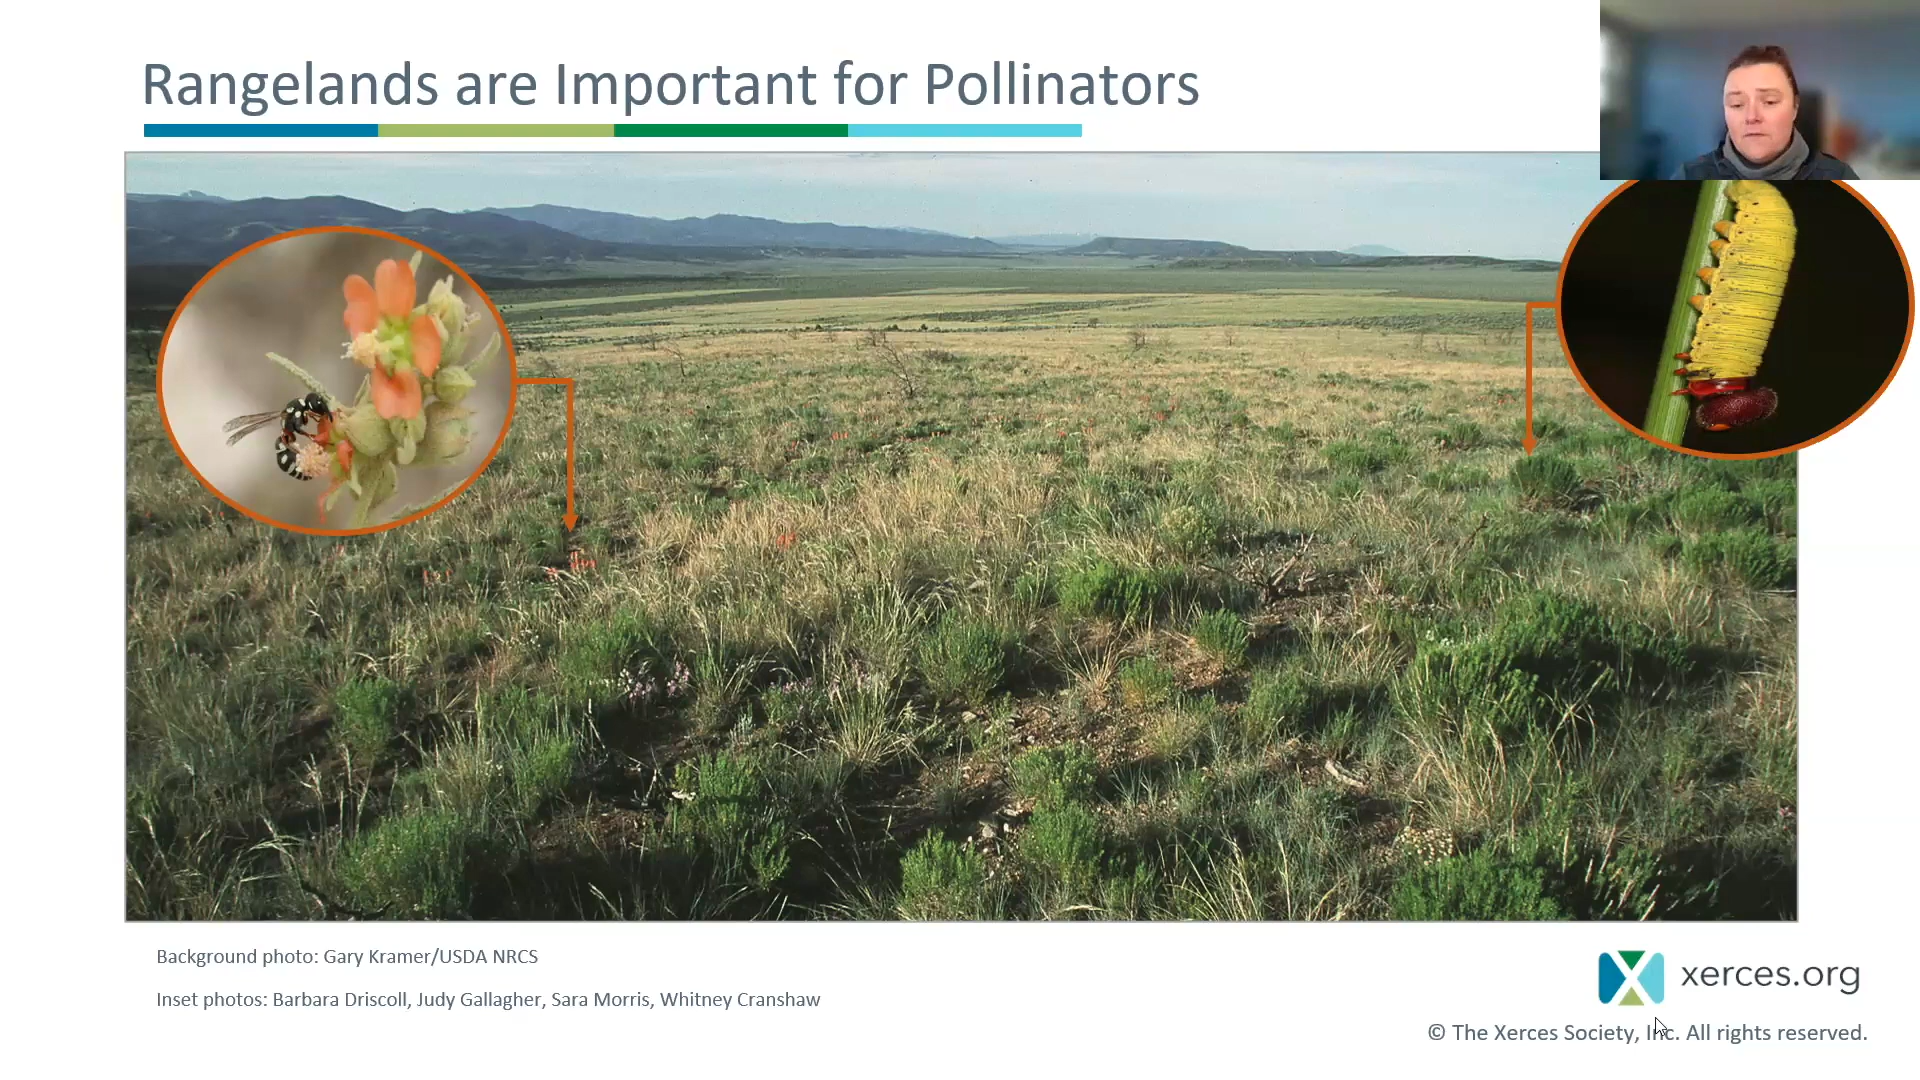 Rangelands are Important for Pollinators
Background photo: Gary Kramer/USDA NRCS
Inset photos: Barbara Driscoll, Judy Gallagher, Sara Morris, Whitney Cranshaw
xerces.org
© The Xerces Society, Inc. All rights reserved.